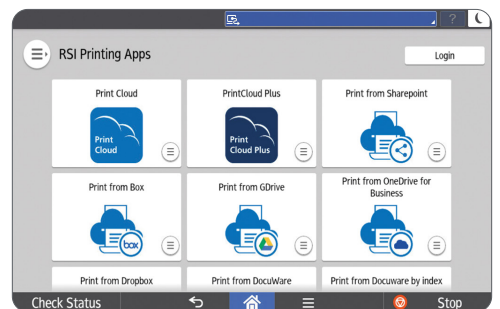 ?
RSI Printing Apps
Login
Print Cloud
PrintCloud Plus
Print from Sharepoint
Print
Cloud
Print
Cloud Plus
Print from Box
Print from GDrive
Print from OneDrive for
Business
box
Print from Dropbox
Print from DocuWare
Print from Docuware by index
Check Status
Stop